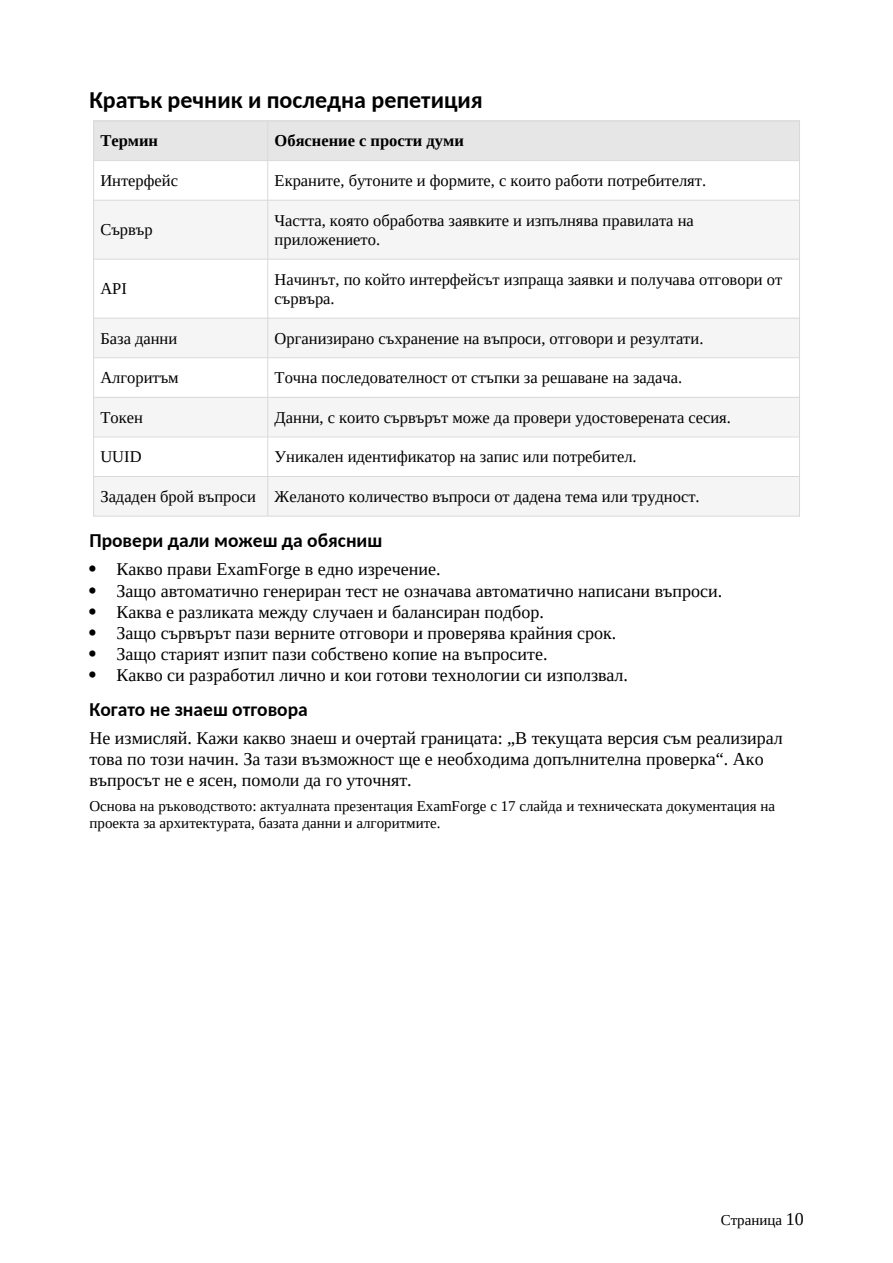 Кратък речник и последна репетиция
Термин
Обяснение с прости думи
Интерфейс
Екраните, бутоните и формите, с които работи потребителят.
Сървър
Частта, която обработва заявките и изпълнява правилата на
приложението.
API
Начинът, по който интерфейсът изпраща заявки и получава отговори от
сървъра.
База данни
Организирано съхранение на въпроси, отговори и резултати.
Алгоритъм
Точна последователност от стъпки за решаване на задача.
Токен
Данни, с които сървърът може да провери удостоверената сесия.
UUID
Уникален идентификатор на запис или потребител.
Зададен брой въпроси
Желаното количество въпроси от дадена тема или трудност.
Провери дали можеш да обясниш
• Какво прави ExamForge в едно изречение.
• Защо автоматично генериран тест не означава автоматично написани въпроси.
• Каква е разликата между случаен и балансиран подбор.
• Защо сървърът пази верните отговори и проверява крайния срок.
• Защо старият изпит пази собствено копие на въпросите.
• Какво си разработил лично и кои готови технологии си използвал.
Когато не знаеш отговора
Не измисляй. Кажи какво знаеш и очертай границата: „В текущата версия съм реализирал
това по този начин. За тази възможност ще е необходима допълнителна проверка“. Ако
въпросът не е ясен, помоли да го уточнят.
Основа на ръководството: актуалната презентация ExamForge с 17 слайда и техническата документация на
проекта за архитектурата, базата данни и алгоритмите.
Страница 10